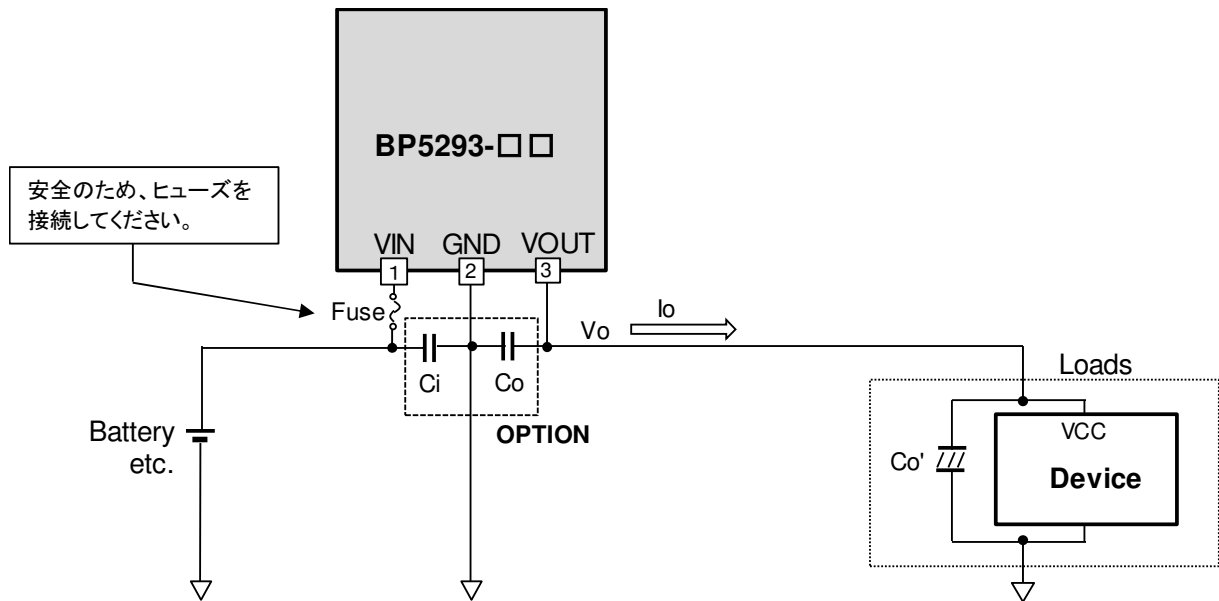 BP5293-□□
安全のため、ヒューズを
接続してください。
VIN GND VOUT
1 2 3
Fuse
Vo
Io
Ci Co
OPTION
Battery
etc.
Loads
Co'
VCC
Device